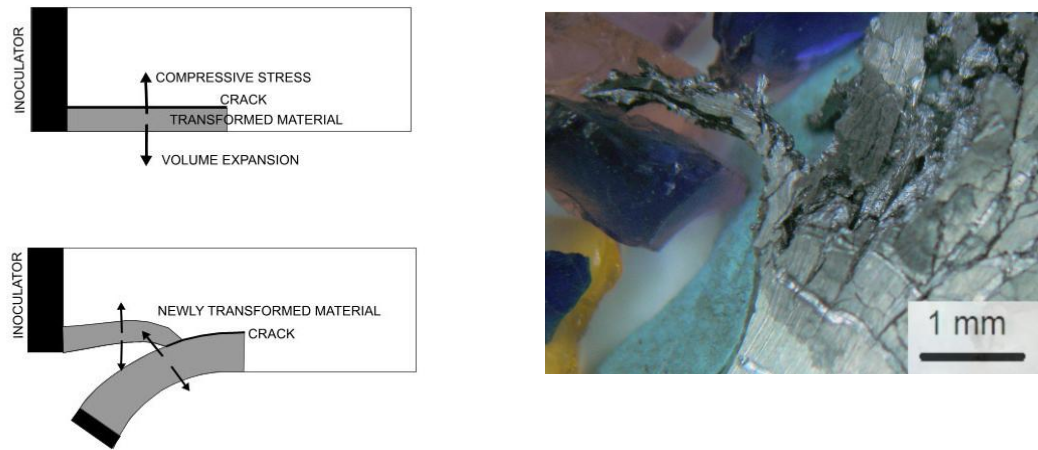 INOCULATOR
COMPRESSIVE STRESS
CRACK
TRANSFORMED MATERIAL
VOLUME EXPANSION
INOCULATOR
NEWLY TRANSFORMED MATERIAL
CRACK
1 mm